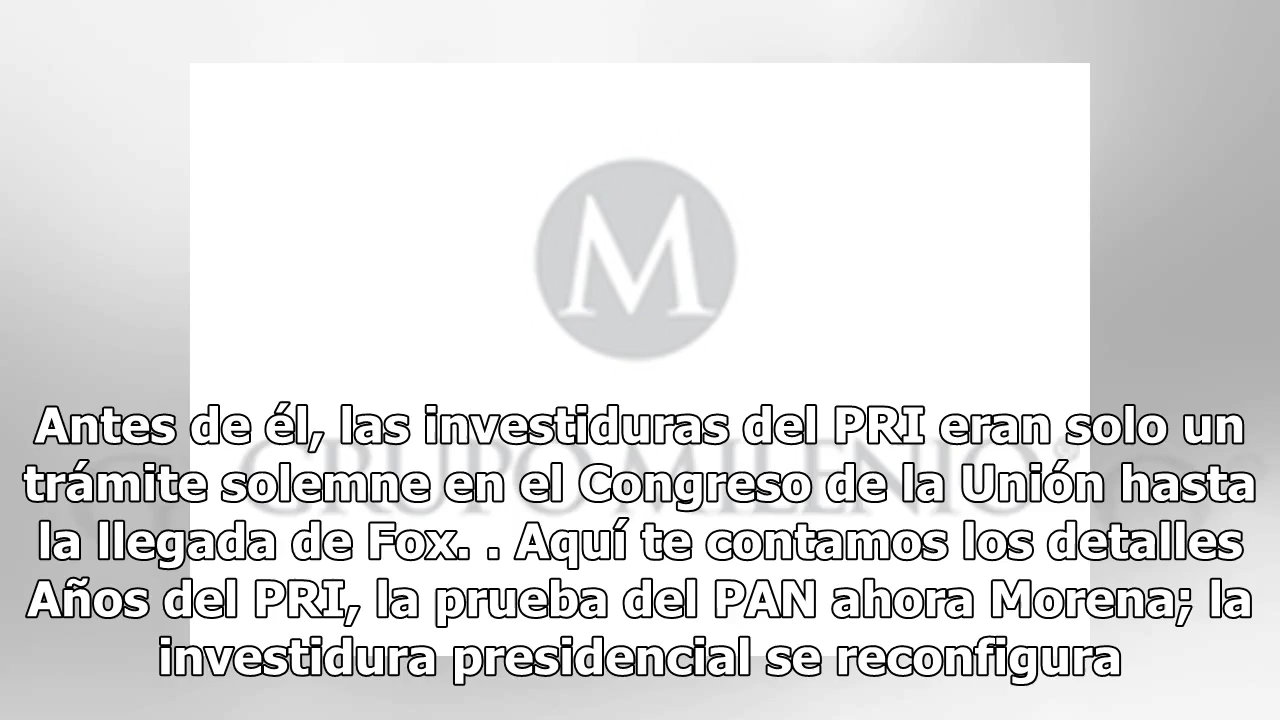 M
GRUPO MILENIO®
Antes de él, las investiduras del PRI eran solo un
trámite solemne en el Congreso de la Unión hasta
la llegada de Fox. . Aquí te contamos los detalles
Años del PRI, la prueba del PAN ahora Morena; la
investidura presidencial se reconfigura